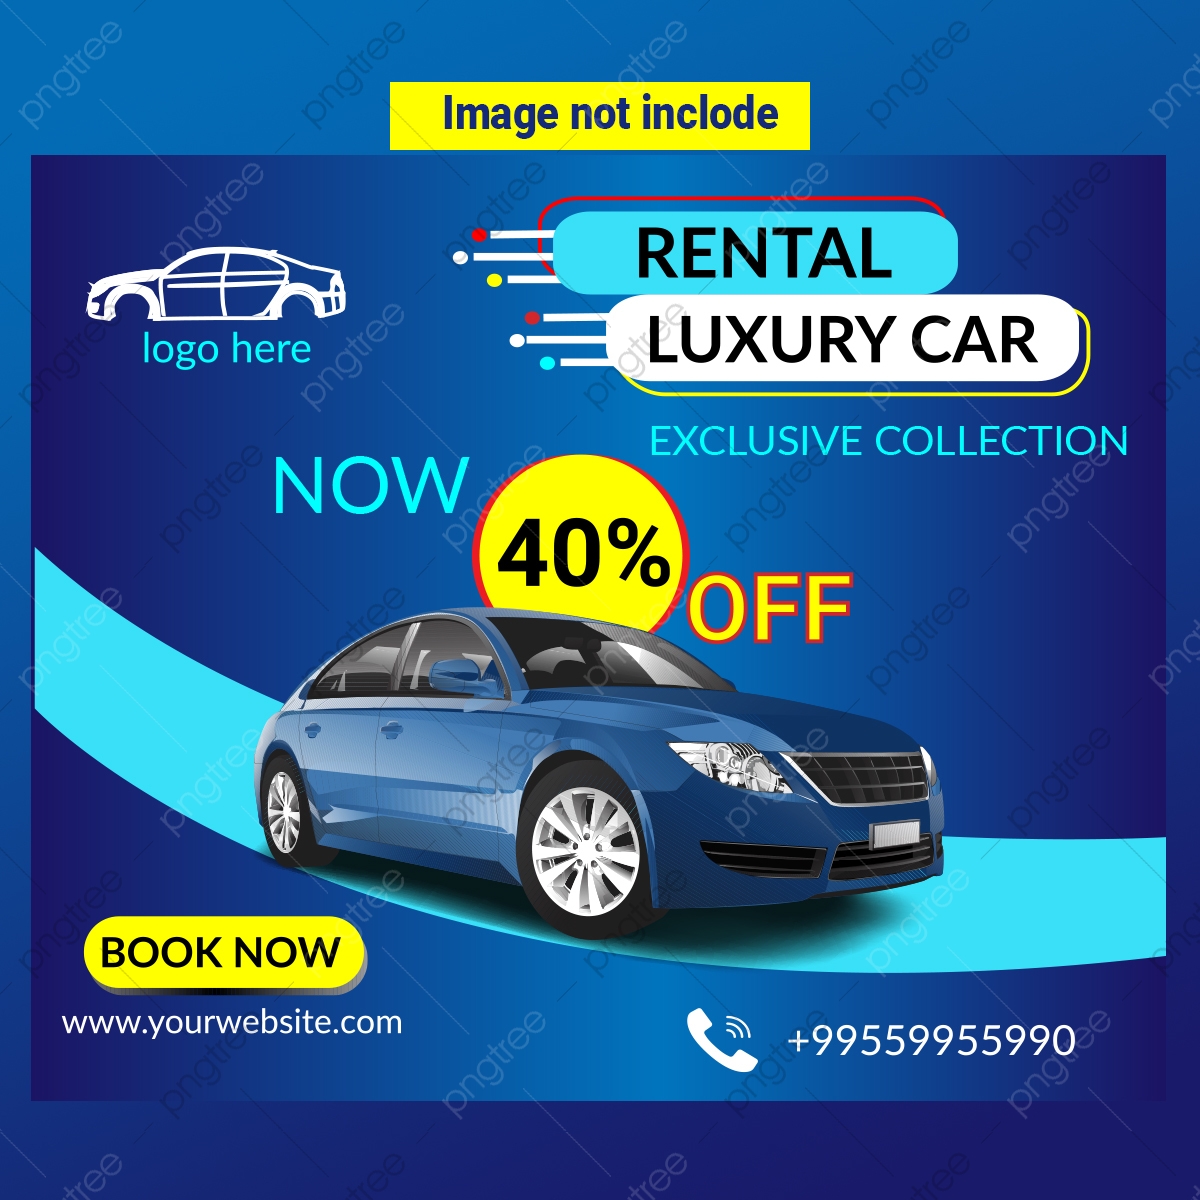 Image not inclode
RENTAL
LUXURY CAR
logo here
EXCLUSIVE COLLECTION
NOW
40%
OFF
BOOK NOW
www.yourwebsite.com
+99559955990
pngtree